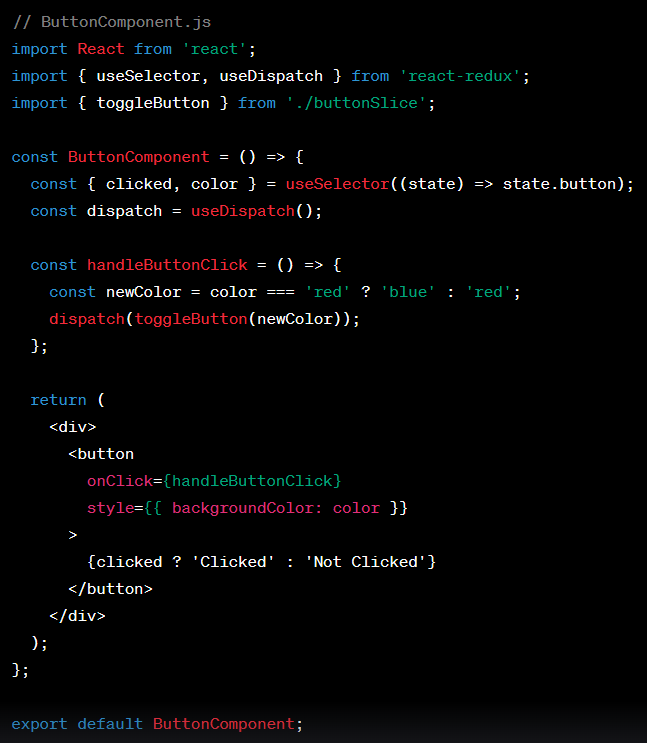 // ButtonComponent.js
import React from 'react';
import { useSelector, useDispatch } from 'react-redux';
import { toggleButton } from './buttonSlice';

const ButtonComponent = () => {
  const { clicked, color } = useSelector((state) => state.button);
  const dispatch = useDispatch();

  const handleButtonClick = () => {
    const newColor = color === 'red' ? 'blue' : 'red';
    dispatch(toggleButton(newColor));
  };

  return (
    <div>
      <button
        onClick={handleButtonClick}
        style={{ backgroundColor: color }}
      >
        {clicked ? 'Clicked' : 'Not Clicked'}
      </button>
    </div>
  );
};

export default ButtonComponent;